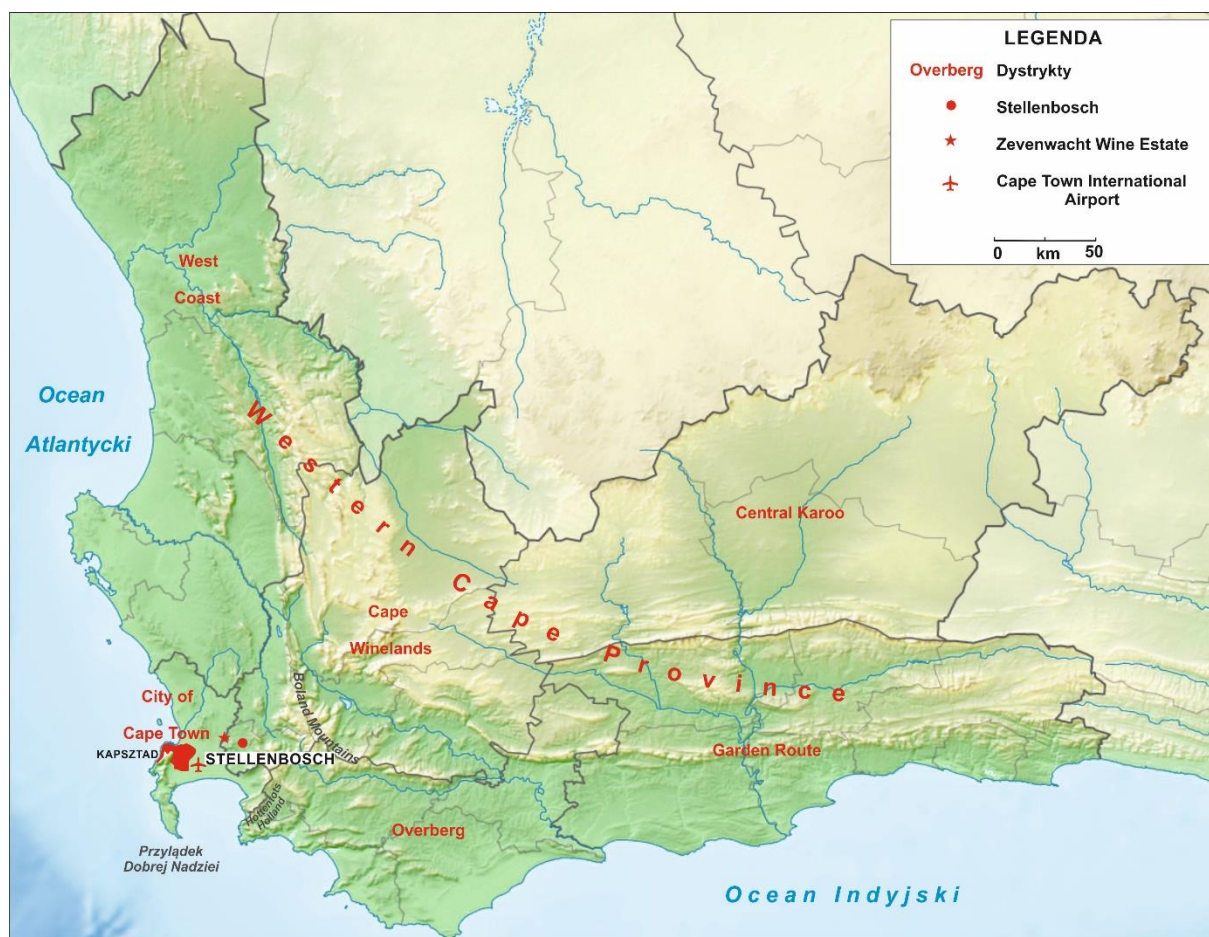 LEGENDA
Overberg Dystrykty
Stellenbosch
Zevenwacht Wine Estate
Cape Town International
Airport
0 km 50
West
Coast
Ocean
Atlantycki
Western Cape Province
Central Karoo
Cape
Winelands
Boland Mountains
City of
Cape Town
KAPSZTAD
STELLENBOSCH
Garden Route
Hottentots
Holland
Overberg
Przylądek
Dobrej Nadziei
Ocean Indyjski